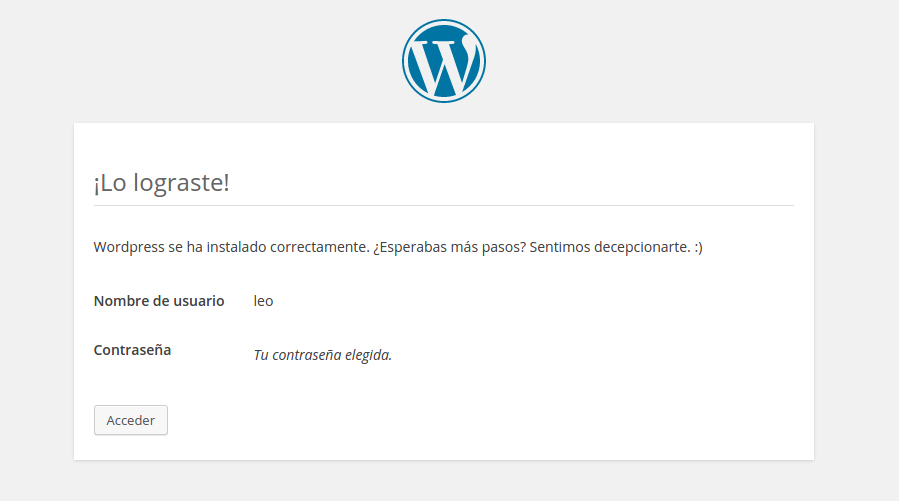 ¡Lo lograste!
Wordpress se ha instalado correctamente. ¿Esperabas más pasos? Sentimos decepcionarte. :)
Nombre de usuario leo
Contraseña Tu contraseña elegida.
Acceder